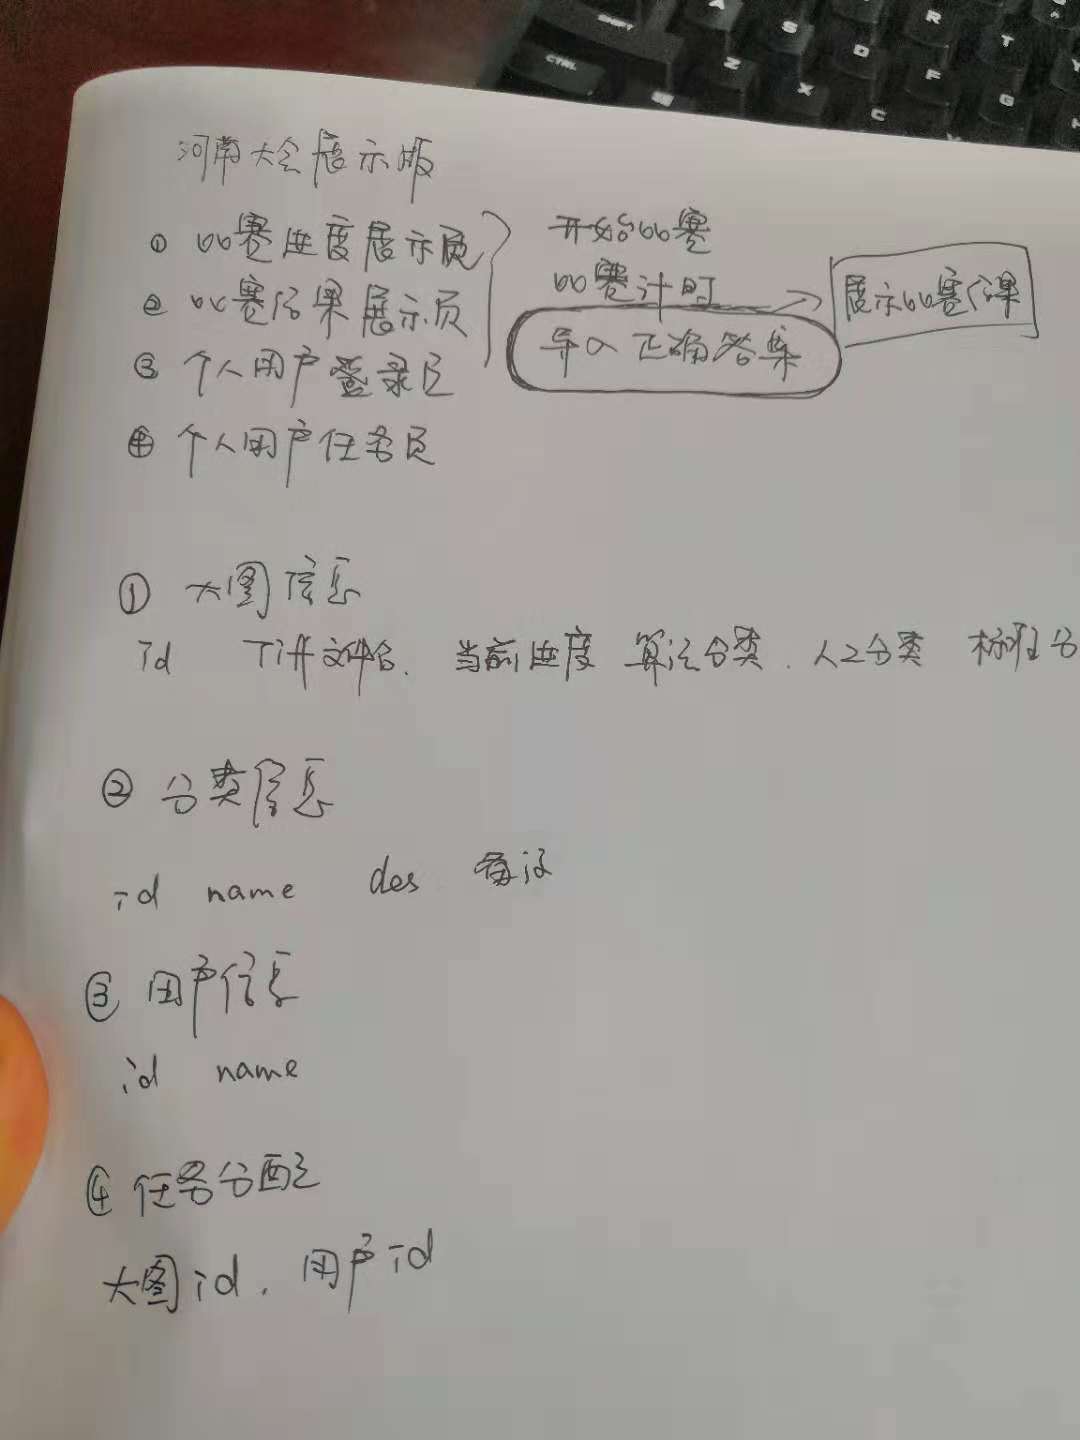 SHIFT A S D F R T G
CTRL Z X C
河南大会展示版
① 比赛进度展示页
② 比赛结果展示页
③ 个人用户登录页
④ 个人用户任务页
开始比赛
比赛计时
导入正确答案
展示比赛结果
① 大图信息
id Tiff文件名. 当前进度 算法分类. 人工分类 标准分
② 分类信息
id name des 备注
③ 用户信息
id name
④ 任务分配
大图id. 用户id